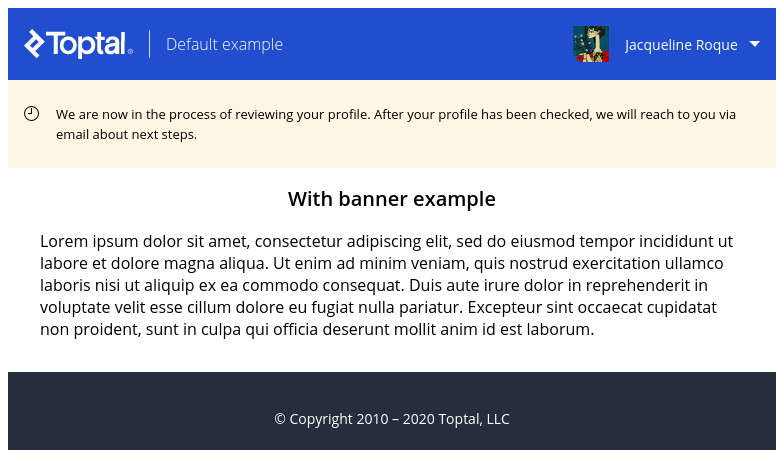 Toptal®
Default example
Jacqueline Roque
We are now in the process of reviewing your profile. After your profile has been checked, we will reach to you via
email about next steps.
With banner example
Lorem ipsum dolor sit amet, consectetur adipiscing elit, sed do eiusmod tempor incididunt ut
labore et dolore magna aliqua. Ut enim ad minim veniam, quis nostrud exercitation ullamco
laboris nisi ut aliquip ex ea commodo consequat. Duis aute irure dolor in reprehenderit in
voluptate velit esse cillum dolore eu fugiat nulla pariatur. Excepteur sint occaecat cupidatat
non proident, sunt in culpa qui officia deserunt mollit anim id est laborum.
© Copyright 2010 – 2020 Toptal, LLC